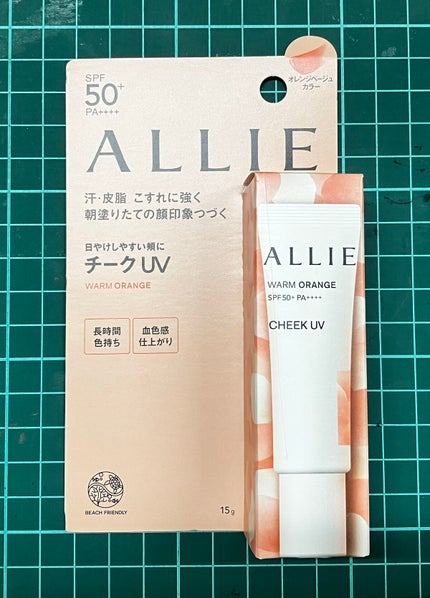 SPF
50+
PA++++
オレンジベージュ
カラー
ALLIE
汗・皮脂 こすれに強く
朝塗りたての顔印象つづく
日やけしやすい頰に
チークUV
WARM ORANGE
長時間
色持ち
血色感
仕上がり
BEACH FRIENDLY
15g
ALLIE
WARM ORANGE
SPF50+ PA++++
CHEEK UV